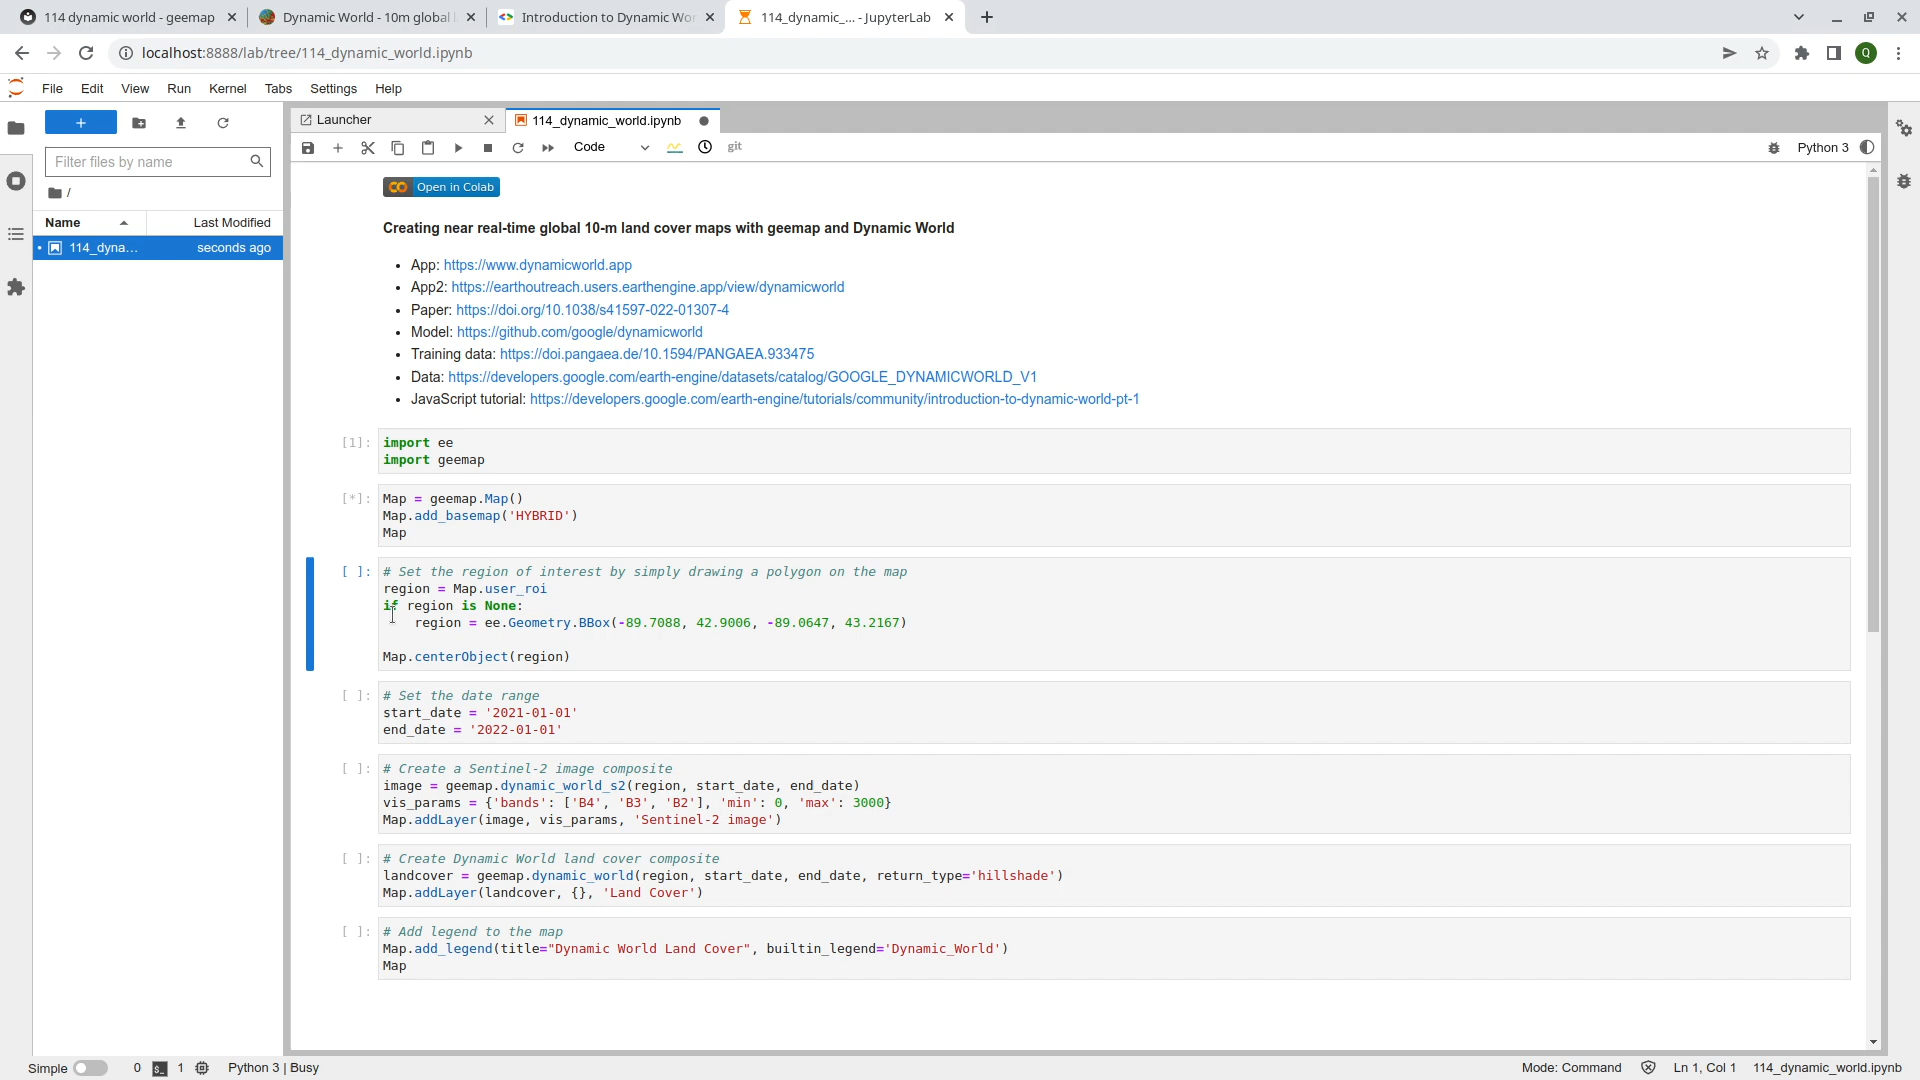 114 dynamic world - geemap
Dynamic World - 10m global l
Introduction to Dynamic Wor
114_dynamic_... - JupyterLab
localhost:8888/lab/tree/114_dynamic_world.ipynb
Q
File Edit View Run Kernel Tabs Settings Help
+
Launcher
114_dynamic_world.ipynb
Code
git
Python 3
Filter files by name
/
Name Last Modified
114_dyna... seconds ago
Open in Colab
Creating near real-time global 10-m land cover maps with geemap and Dynamic World
• App: https://www.dynamicworld.app
• App2: https://earthoutreach.users.earthengine.app/view/dynamicworld
• Paper: https://doi.org/10.1038/s41597-022-01307-4
• Model: https://github.com/google/dynamicworld
• Training data: https://doi.pangaea.de/10.1594/PANGAEA.933475
• Data: https://developers.google.com/earth-engine/datasets/catalog/GOOGLE_DYNAMICWORLD_V1
• JavaScript tutorial: https://developers.google.com/earth-engine/tutorials/community/introduction-to-dynamic-world-pt-1
[1]: import ee
import geemap
[*]: Map = geemap.Map()
Map.add_basemap('HYBRID')
Map
[ ]: # Set the region of interest by simply drawing a polygon on the map
region = Map.user_roi
if region is None:
    region = ee.Geometry.BBox(-89.7088, 42.9006, -89.0647, 43.2167)
Map.centerObject(region)
[ ]: # Set the date range
start_date = '2021-01-01'
end_date = '2022-01-01'
[ ]: # Create a Sentinel-2 image composite
image = geemap.dynamic_world_s2(region, start_date, end_date)
vis_params = {'bands': ['B4', 'B3', 'B2'], 'min': 0, 'max': 3000}
Map.addLayer(image, vis_params, 'Sentinel-2 image')
[ ]: # Create Dynamic World land cover composite
landcover = geemap.dynamic_world(region, start_date, end_date, return_type='hillshade')
Map.addLayer(landcover, {}, 'Land Cover')
[ ]: # Add legend to the map
Map.add_legend(title="Dynamic World Land Cover", builtin_legend='Dynamic_World')
Map
Simple 0 1 Python 3 | Busy Mode: Command Ln 1, Col 1 114_dynamic_world.ipynb